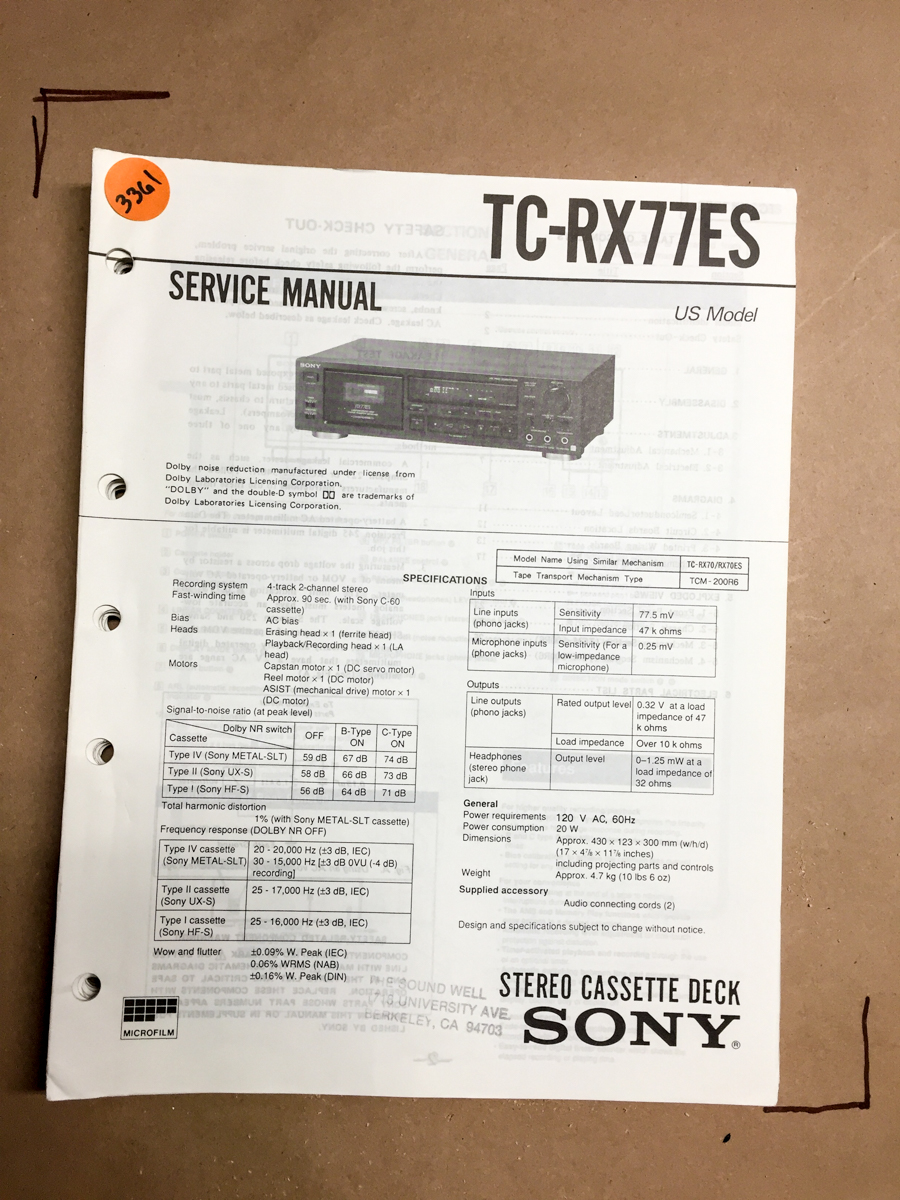 3361
TC-RX77ES
SERVICE MANUAL
US Model
SONY
Dolby noise reduction manufactured under license from
Dolby Laboratories Licensing Corporation.
"DOLBY" and the double-D symbol are trademarks of
Dolby Laboratories Licensing Corporation.
Model Name Using Similar Mechanism TC-RX70/RX70ES
Tape Transport Mechanism Type TCM-200R6
SPECIFICATIONS
Recording system 4-track 2-channel stereo
Fast-winding time Approx. 90 sec. (with Sony C-60
cassette)
Bias AC bias
Heads Erasing head × 1 (ferrite head)
Playback/Recording head × 1 (LA
head)
Motors Capstan motor × 1 (DC servo motor)
Reel motor × 1 (DC motor)
ASIST (mechanical drive) motor × 1
(DC motor)
Signal-to-noise ratio (at peak level)
Dolby NR switch OFF B-Type ON C-Type ON
Cassette
Type IV (Sony METAL-SLT) 59 dB 67 dB 74 dB
Type II (Sony UX-S) 58 dB 66 dB 73 dB
Type I (Sony HF-S) 56 dB 64 dB 71 dB
Total harmonic distortion
1% (with Sony METAL-SLT cassette)
Frequency response (DOLBY NR OFF)
Type IV cassette 20 - 20,000 Hz (±3 dB, IEC)
(Sony METAL-SLT) 30 - 15,000 Hz [±3 dB 0VU (-4 dB)
recording]
Type II cassette 25 - 17,000 Hz (±3 dB, IEC)
(Sony UX-S)
Type I cassette 25 - 16,000 Hz (±3 dB, IEC)
(Sony HF-S)
Wow and flutter ±0.09% W. Peak (IEC)
0.06% WRMS (NAB)
±0.16% W. Peak (DIN)
Inputs
Line inputs Sensitivity 77.5 mV
(phono jacks) Input impedance 47 k ohms
Microphone inputs Sensitivity (For a 0.25 mV
(phone jacks) low-impedance
microphone)
Outputs
Line outputs Rated output level 0.32 V at a load
(phono jacks) impedance of 47
k ohms
Load impedance Over 10 k ohms
Headphones Output level 0–1.25 mW at a
(stereo phone load impedance of
jack) 32 ohms
General
Power requirements 120 V AC, 60Hz
Power consumption 20 W
Dimensions Approx. 430 × 123 × 300 mm (w/h/d)
(17 × 4⅞ × 11⅞ inches)
including projecting parts and controls
Weight Approx. 4.7 kg (10 lbs 6 oz)
Supplied accessory
Audio connecting cords (2)
Design and specifications subject to change without notice.
MICROFILM
THE SOUND WELL
UNIVERSITY AVE.
BERKELEY, CA 94703
STEREO CASSETTE DECK
SONY®